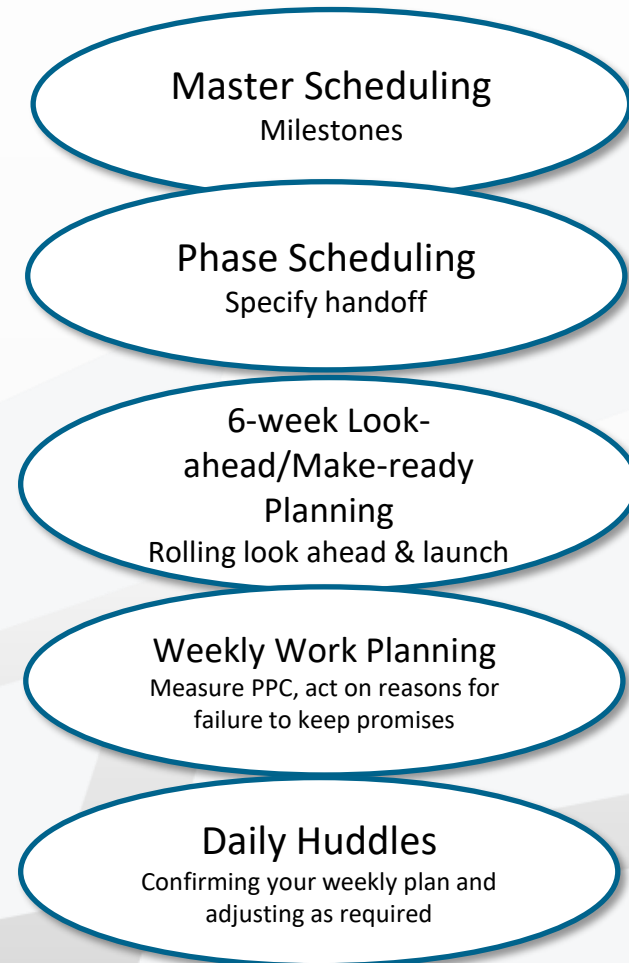 Master Scheduling
Milestones
Phase Scheduling
Specify handoff
6-week Look-
ahead/Make-ready
Planning
Rolling look ahead & launch
Weekly Work Planning
Measure PPC, act on reasons for
failure to keep promises
Daily Huddles
Confirming your weekly plan and
adjusting as required